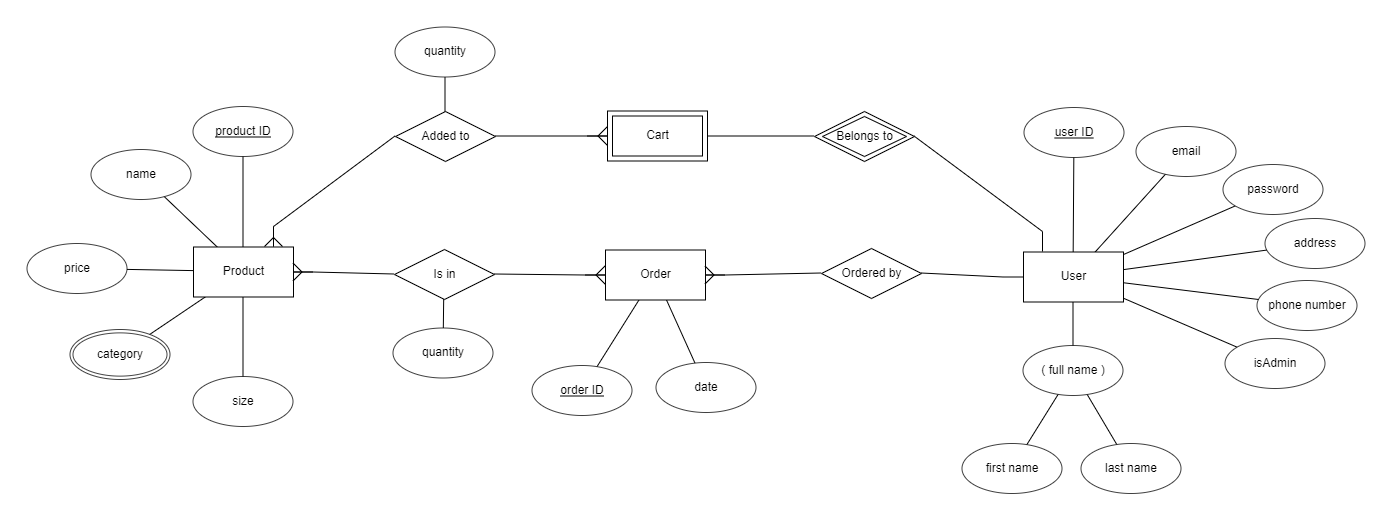 quantity
product ID
Added to
Cart
Belongs to
user ID
email
name
password
address
price
Product
Is in
Order
Ordered by
User
phone number
category
quantity
( full name )
isAdmin
size
order ID
date
first name
last name